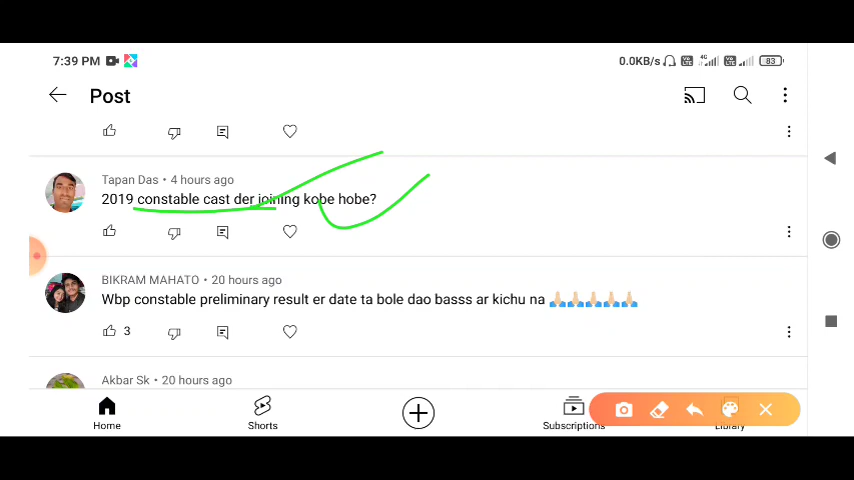 7:39 PM
0.0KB/s 4G 83
Post
Tapan Das • 4 hours ago
2019 constable cast der joining kobe hobe?
BIKRAM MAHATO • 20 hours ago
Wbp constable preliminary result er date ta bole dao basss ar kichu na 🙏🏻🙏🏻🙏🏻🙏🏻🙏🏻
3
Akbar Sk • 20 hours ago
Home
Shorts
Subscriptions
Library